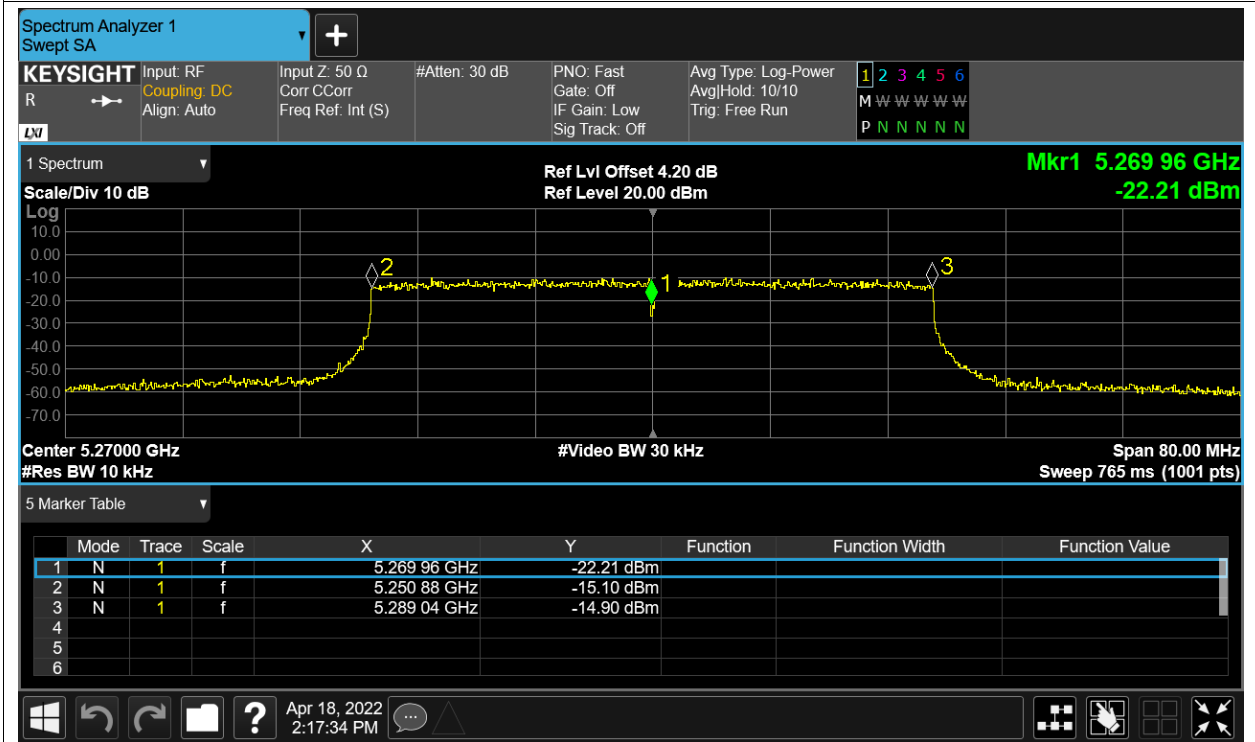 Spectrum Analyzer 1
Swept SA
KEYSIGHT
R
LXI
Input: RF
Coupling: DC
Align: Auto
Input Z: 50 Ω
Corr CCorr
Freq Ref: Int (S)
#Atten: 30 dB
PNO: Fast
Gate: Off
IF Gain: Low
Sig Track: Off
Avg Type: Log-Power
Avg|Hold: 10/10
Trig: Free Run
1 2 3 4 5 6
M W W W W W
P N N N N N
1 Spectrum
Scale/Div 10 dB
Ref Lvl Offset 4.20 dB
Ref Level 20.00 dBm
Mkr1 5.269 96 GHz
-22.21 dBm
Log
10.0
0.00
-10.0
-20.0
-30.0
-40.0
-50.0
-60.0
-70.0
2
1
3
Center 5.27000 GHz
#Res BW 10 kHz
#Video BW 30 kHz
Span 80.00 MHz
Sweep 765 ms (1001 pts)
5 Marker Table
Mode Trace Scale X Y Function Function Width Function Value
1 N 1 f 5.269 96 GHz -22.21 dBm
2 N 1 f 5.250 88 GHz -15.10 dBm
3 N 1 f 5.289 04 GHz -14.90 dBm
4
5
6
?
Apr 18, 2022
2:17:34 PM